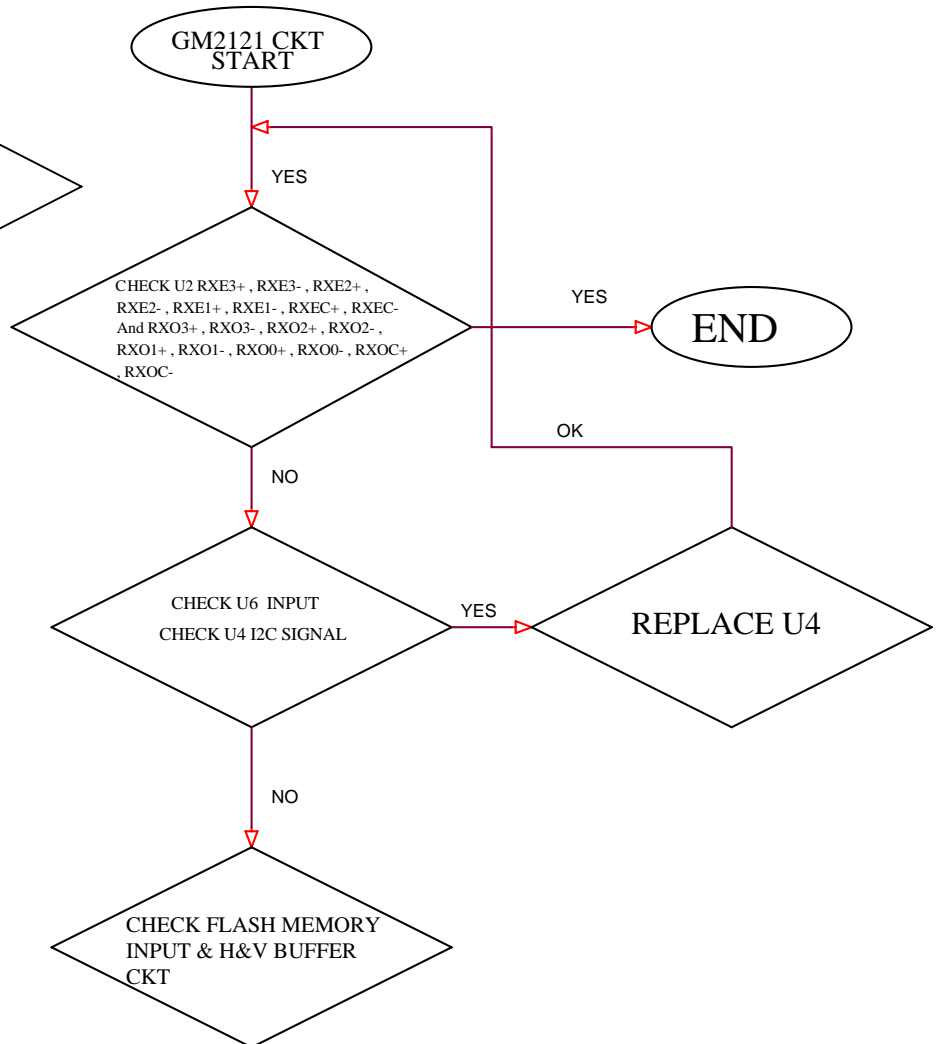 GM2121 CKT
START
YES
CHECK U2 RXE3+ , RXE3- , RXE2+ ,
RXE2- , RXE1+ , RXE1- , RXEC+ , RXEC-
And RXO3+ , RXO3- , RXO2+ , RXO2- ,
RXO1+ , RXO1- , RXO0+ , RXO0- , RXOC+
, RXOC-
YES
END
OK
NO
CHECK U6 INPUT
CHECK U4 I2C SIGNAL
YES
REPLACE U4
NO
CHECK FLASH MEMORY
INPUT & H&V BUFFER
CKT